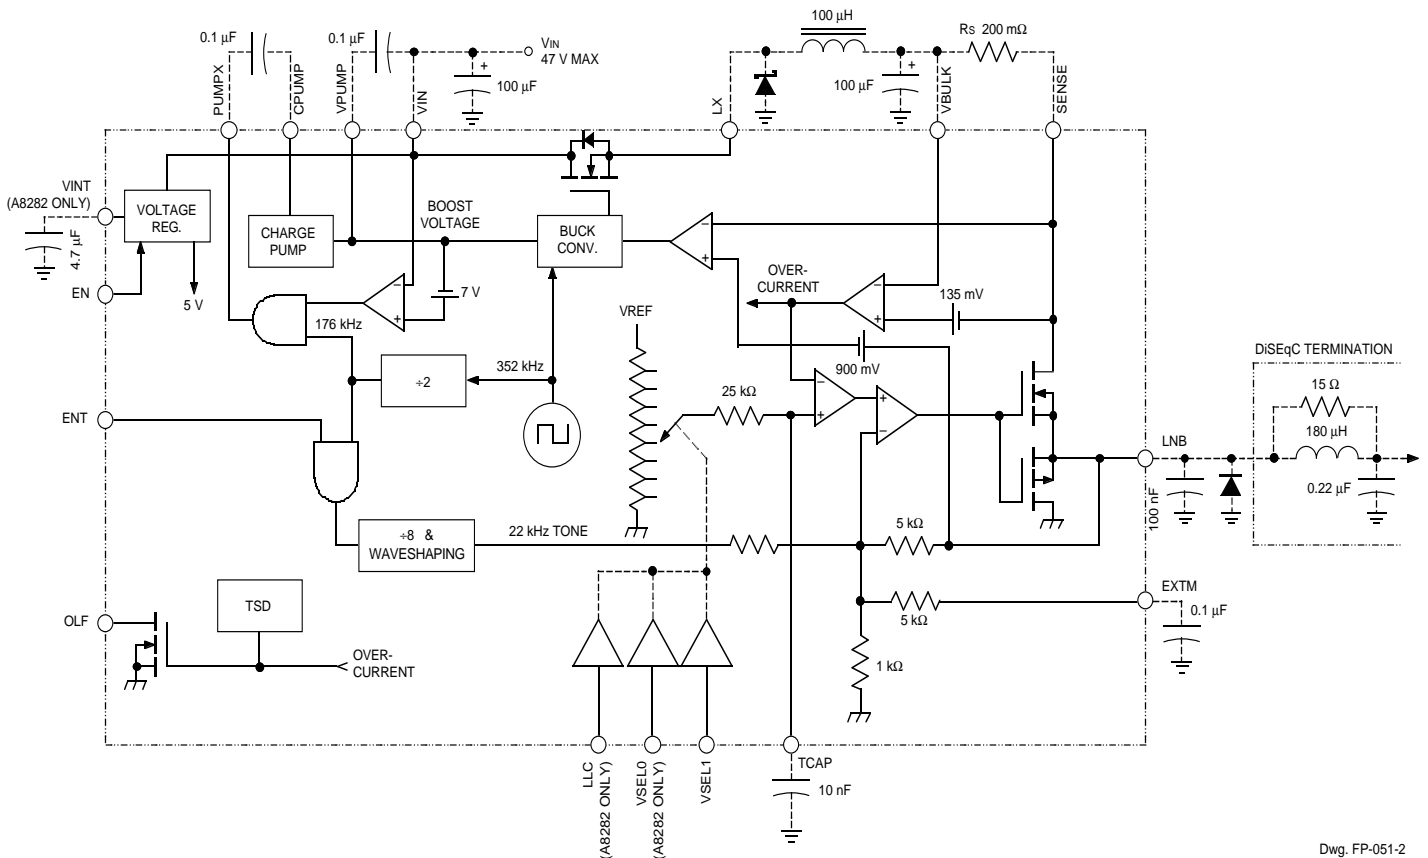 0.1 µF
0.1 µF
VIN
47 V MAX
100 µF
100 µH
RS 200 mΩ
100 µF
PUMPX
CPUMP
VPUMP
VIN
LX
VBULK
SENSE
VINT
(A8282 ONLY)
4.7 µF
VOLTAGE
REG.
EN
5 V
CHARGE
PUMP
BOOST
VOLTAGE
BUCK
CONV.
−
+
−
+
7 V
OVER-
CURRENT
−
+
135 mV
176 kHz
VREF
900 mV
÷2
352 kHz
25 kΩ
−
+
+
−
DiSEqC TERMINATION
15 Ω
180 µH
ENT
LNB
100 nF
0.22 µF
÷8 &
WAVESHAPING
22 kHz TONE
5 kΩ
EXTM
0.1 µF
5 kΩ
TSD
OLF
OVER-
CURRENT
1 kΩ
LLC
(A8282 ONLY)
VSEL0
(A8282 ONLY)
VSEL1
TCAP
10 nF
+
+
Dwg. FP-051-2